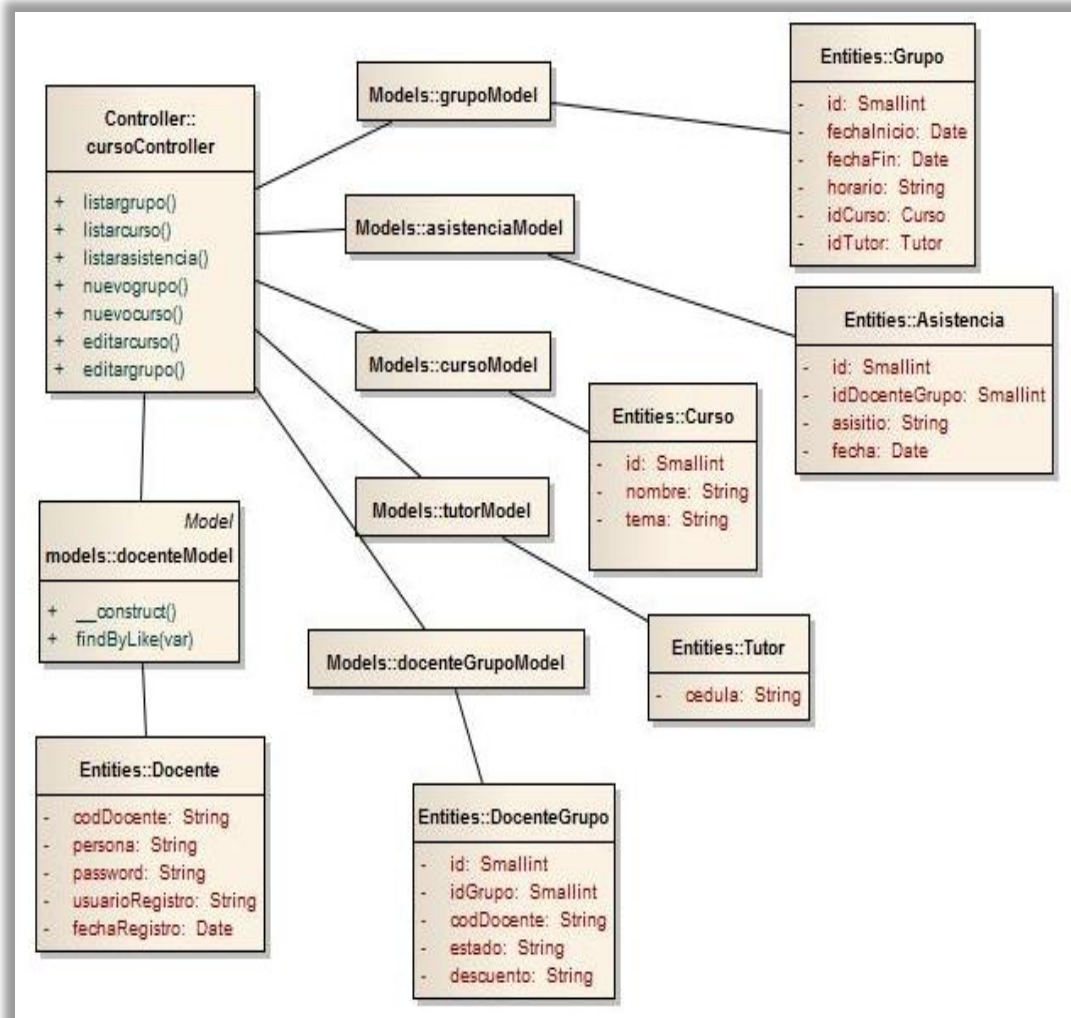 Controller::
cursoController
+ listargrupo()
+ listarcurso()
+ listarasistencia()
+ nuevogrupo()
+ nuevocurso()
+ editarcurso()
+ editargrupo()
Models::grupoModel
Entities::Grupo
- id: Smallint
- fechaInicio: Date
- fechaFin: Date
- horario: String
- idCurso: Curso
- idTutor: Tutor
Models::asistenciaModel
Entities::Asistencia
- id: Smallint
- idDocenteGrupo: Smallint
- asisitio: String
- fecha: Date
Models::cursoModel
Entities::Curso
- id: Smallint
- nombre: String
- tema: String
Models::tutorModel
Entities::Tutor
- cedula: String
Model
models::docenteModel
+ __construct()
+ findByLike(var)
Models::docenteGrupoModel
Entities::Docente
- codDocente: String
- persona: String
- password: String
- usuarioRegistro: String
- fechaRegistro: Date
Entities::DocenteGrupo
- id: Smallint
- idGrupo: Smallint
- codDocente: String
- estado: String
- descuento: String